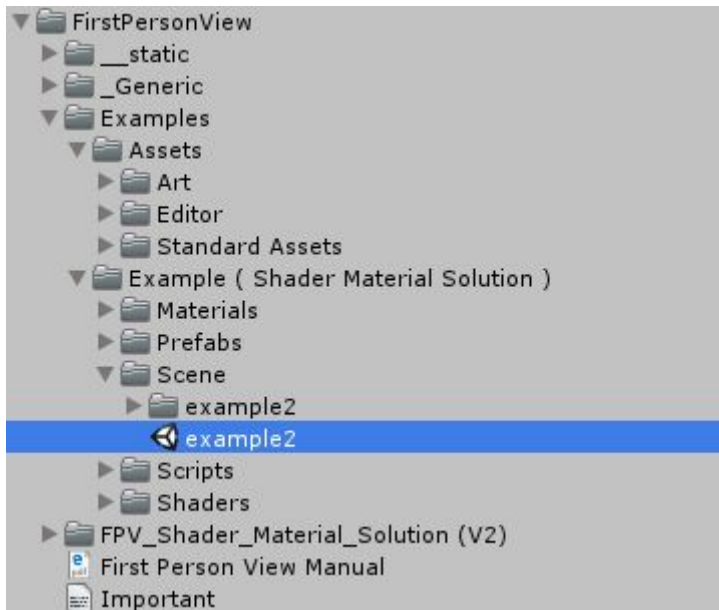 FirstPersonView
__static
_Generic
Examples
Assets
Art
Editor
Standard Assets
Example ( Shader Material Solution )
Materials
Prefabs
Scene
example2
example2
Scripts
Shaders
FPV_Shader_Material_Solution (V2)
First Person View Manual
Important